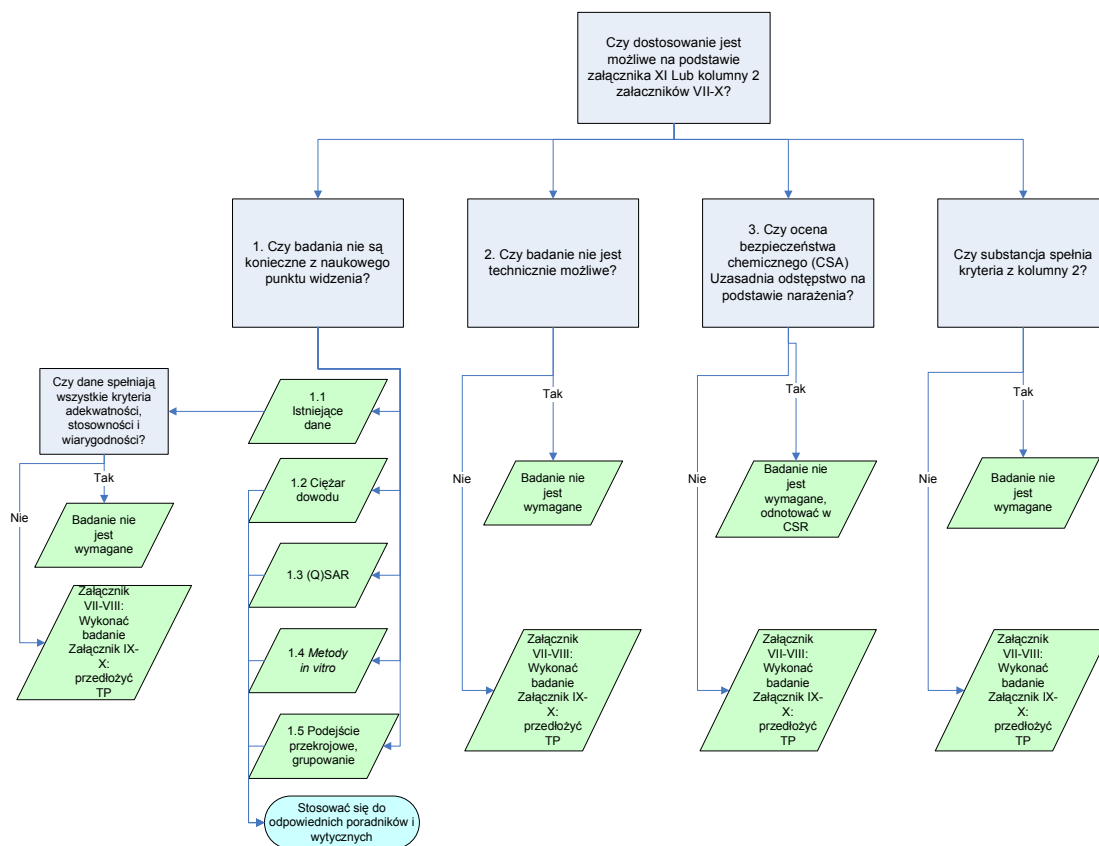 Czy dostosowanie jest
możliwe na podstawie
załącznika XI Lub kolumny 2
załaczników VII-X?
1. Czy badania nie są
konieczne z naukowego
punktu widzenia?
2. Czy badanie nie jest
technicznie możliwe?
3. Czy ocena
bezpieczeństwa
chemicznego (CSA)
Uzasadnia odstępstwo na
podstawie narażenia?
Czy substancja spełnia
kryteria z kolumny 2?
Czy dane spełniają
wszystkie kryteria
adekwatności,
stosowności i
wiarygodności?
Tak
Nie
Badanie nie
jest
wymagane
Załącznik
VII-VIII:
Wykonać
badanie
Załącznik IX-
X:
przedłożyć
TP
1.1
Istniejące
dane
1.2 Ciężar
dowodu
1.3 (Q)SAR
1.4 Metody
in vitro
1.5 Podejście
przekrojowe,
grupowanie
Stosować się do
odpowiednich poradników i
wytycznych
Tak
Nie
Badanie nie
jest
wymagane
Załącznik
VII-VIII:
Wykonać
badanie
Załącznik IX-
X:
przedłożyć
TP
Tak
Nie
Badanie nie
jest
wymagane,
odnotować w
CSR
Załącznik
VII-VIII:
Wykonać
badanie
Załącznik IX-
X:
przedłożyć
TP
Tak
Nie
Badanie nie
jest
wymagane
Załącznik
VII-VIII:
Wykonać
badanie
Załącznik IX-
X:
przedłożyć
TP